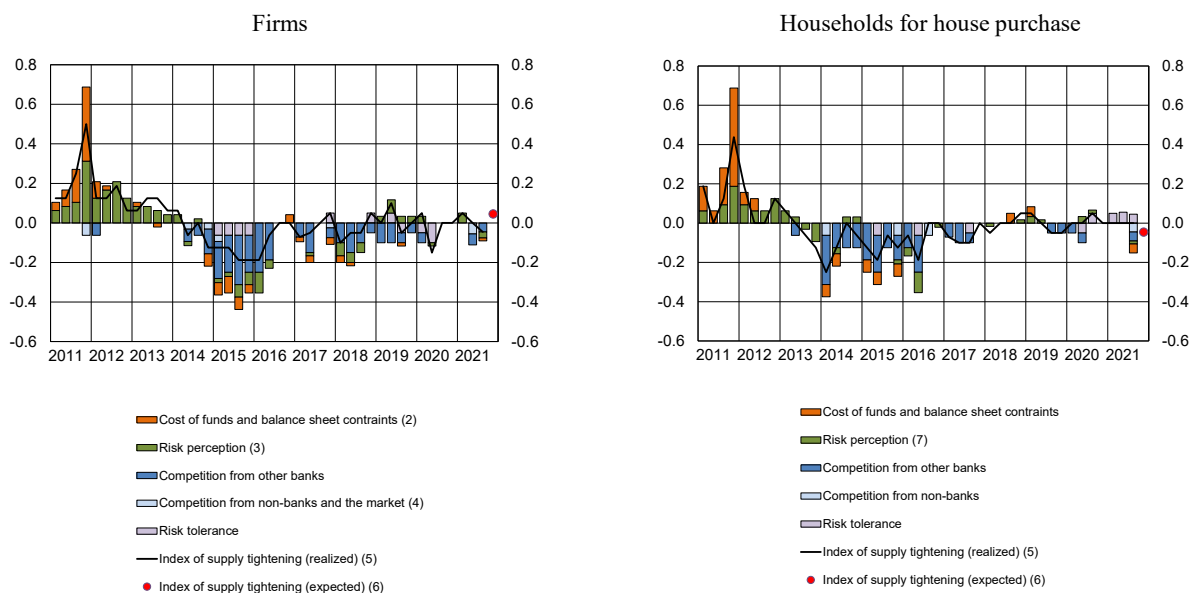 Firms
0.8
0.6
0.4
0.2
0.0
-0.2
-0.4
-0.6
0.8
0.6
0.4
0.2
0.0
-0.2
-0.4
-0.6
2011 2012 2013 2014 2015 2016 2017 2018 2019 2020 2021
Cost of funds and balance sheet contraints (2)
Risk perception (3)
Competition from other banks
Competition from non-banks and the market (4)
Risk tolerance
Index of supply tightening (realized) (5)
Index of supply tightening (expected) (6)
Households for house purchase
0.8
0.6
0.4
0.2
0.0
-0.2
-0.4
-0.6
0.8
0.6
0.4
0.2
0.0
-0.2
-0.4
-0.6
2011 2012 2013 2014 2015 2016 2017 2018 2019 2020 2021
Cost of funds and balance sheet contraints
Risk perception (7)
Competition from other banks
Competition from non-banks
Risk tolerance
Index of supply tightening (realized) (5)
Index of supply tightening (expected) (6)